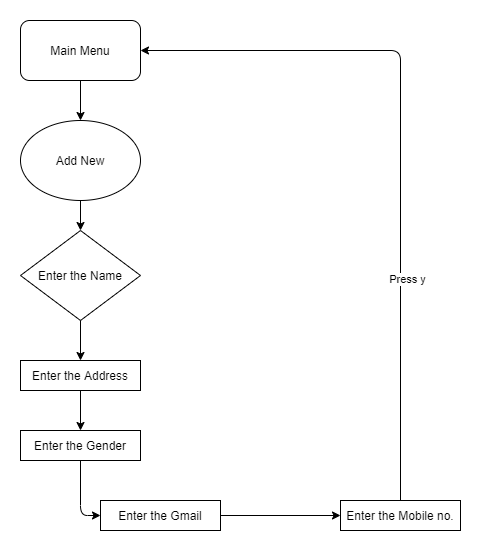 Main Menu
Add New
Enter the Name
Press y
Enter the Address
Enter the Gender
Enter the Gmail
Enter the Mobile no.